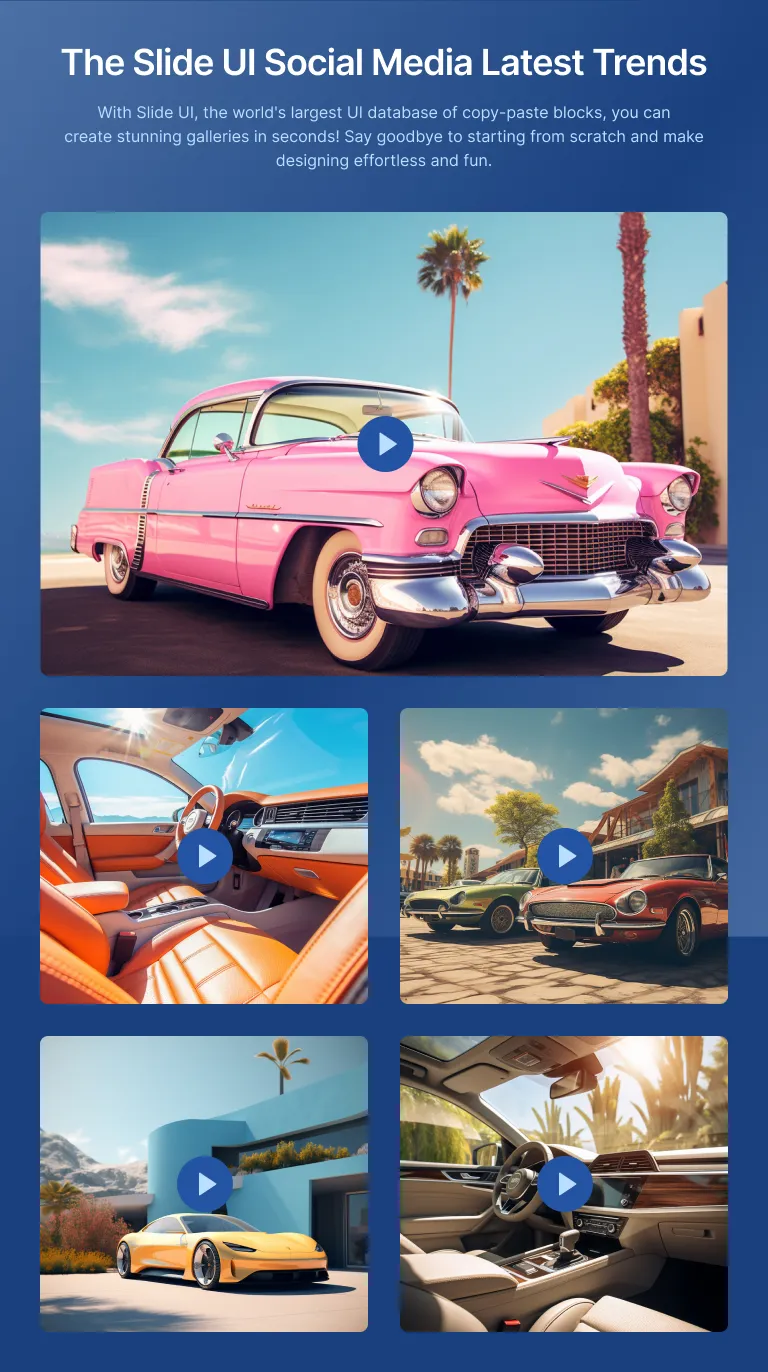 The Slide UI Social Media Latest Trends
With Slide UI, the world's largest UI database of copy-paste blocks, you can
create stunning galleries in seconds! Say goodbye to starting from scratch and make
designing effortless and fun.